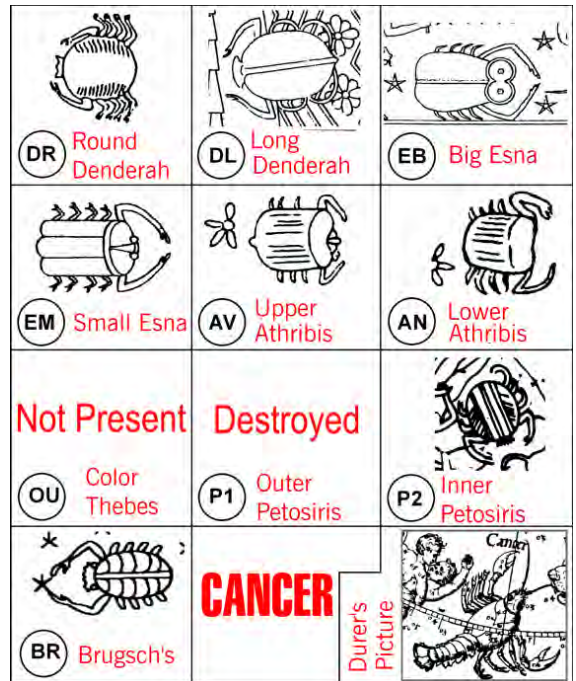 DR Round
Denderah
DL Long
Denderah
EB Big Esna
EM Small Esna
AV Upper
Athribis
AN Lower
Athribis
Not Present
OU Color
Thebes
Destroyed
P1 Outer
Petosiris
P2 Inner
Petosiris
BR Brugsch's
CANCER
Durer's
Picture
Cancer